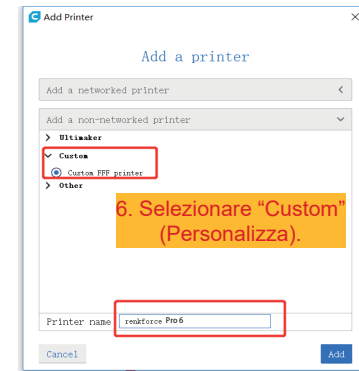 Add Printer
Add a printer
Add a networked printer
Add a non-networked printer
Ultimaker
Custom
Custom FFF printer
Other
6. Selezionare “Custom”
(Personalizza).
Printer name renkforce Pro 6
Cancel Add